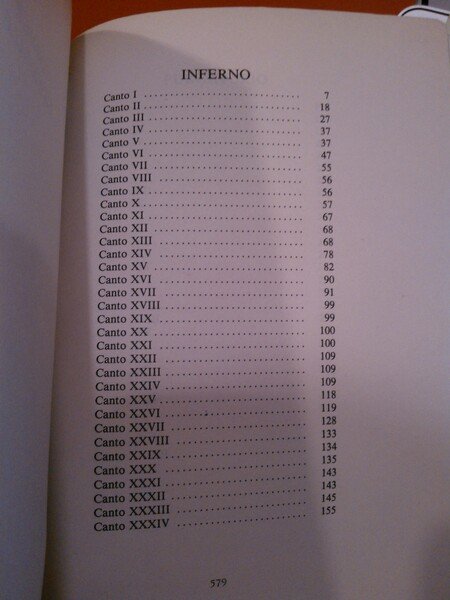 INFERNO
Canto I ........................ 7
Canto II ........................ 18
Canto III ........................ 27
Canto IV ........................ 37
Canto V ........................ 37
Canto VI ........................ 47
Canto VII ........................ 55
Canto VIII ........................ 56
Canto IX ........................ 56
Canto X ........................ 57
Canto XI ........................ 67
Canto XII ........................ 68
Canto XIII ........................ 68
Canto XIV ........................ 78
Canto XV ........................ 82
Canto XVI ........................ 90
Canto XVII ........................ 91
Canto XVIII ........................ 99
Canto XIX ........................ 99
Canto XX ........................ 100
Canto XXI ........................ 100
Canto XXII ........................ 109
Canto XXIII ........................ 109
Canto XXIV ........................ 109
Canto XXV ........................ 118
Canto XXVI ........................ 119
Canto XXVII ........................ 128
Canto XXVIII ........................ 133
Canto XXIX ........................ 134
Canto XXX ........................ 135
Canto XXXI ........................ 143
Canto XXXII ........................ 143
Canto XXXIII ........................ 145
Canto XXXIV ........................ 155
579